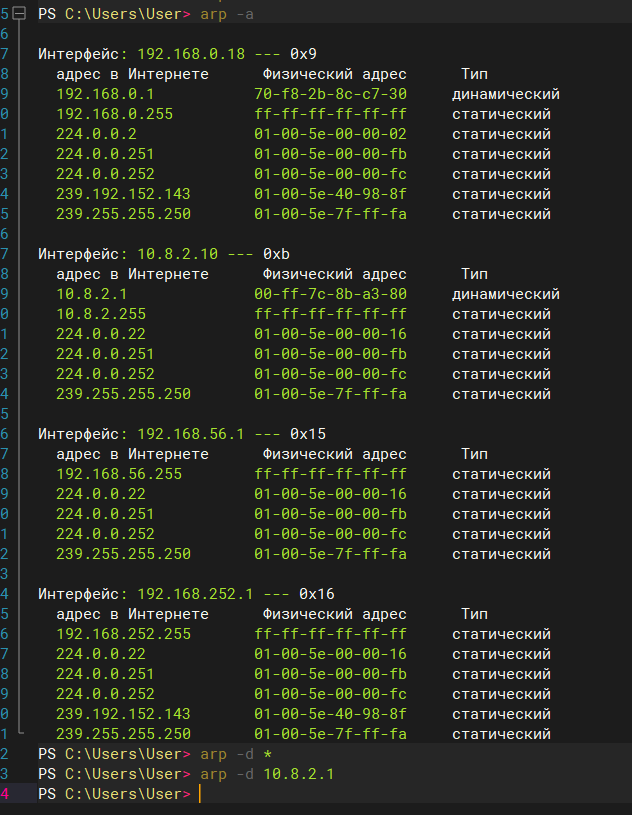 5 PS C:\Users\User> arp -a
6
7 Интерфейс: 192.168.0.18 --- 0x9
8 адрес в Интернете Физический адрес Тип
9 192.168.0.1 70-f8-2b-8c-c7-30 динамический
0 192.168.0.255 ff-ff-ff-ff-ff-ff статический
1 224.0.0.2 01-00-5e-00-00-02 статический
2 224.0.0.251 01-00-5e-00-00-fb статический
3 224.0.0.252 01-00-5e-00-00-fc статический
4 239.192.152.143 01-00-5e-40-98-8f статический
5 239.255.255.250 01-00-5e-7f-ff-fa статический
6
7 Интерфейс: 10.8.2.10 --- 0xb
8 адрес в Интернете Физический адрес Тип
9 10.8.2.1 00-ff-7c-8b-a3-80 динамический
0 10.8.2.255 ff-ff-ff-ff-ff-ff статический
1 224.0.0.22 01-00-5e-00-00-16 статический
2 224.0.0.251 01-00-5e-00-00-fb статический
3 224.0.0.252 01-00-5e-00-00-fc статический
4 239.255.255.250 01-00-5e-7f-ff-fa статический
5
6 Интерфейс: 192.168.56.1 --- 0x15
7 адрес в Интернете Физический адрес Тип
8 192.168.56.255 ff-ff-ff-ff-ff-ff статический
9 224.0.0.22 01-00-5e-00-00-16 статический
0 224.0.0.251 01-00-5e-00-00-fb статический
1 224.0.0.252 01-00-5e-00-00-fc статический
2 239.255.255.250 01-00-5e-7f-ff-fa статический
3
4 Интерфейс: 192.168.252.1 --- 0x16
5 адрес в Интернете Физический адрес Тип
6 192.168.252.255 ff-ff-ff-ff-ff-ff статический
7 224.0.0.22 01-00-5e-00-00-16 статический
8 224.0.0.251 01-00-5e-00-00-fb статический
9 224.0.0.252 01-00-5e-00-00-fc статический
0 239.192.152.143 01-00-5e-40-98-8f статический
1 239.255.255.250 01-00-5e-7f-ff-fa статический
2 PS C:\Users\User> arp -d *
3 PS C:\Users\User> arp -d 10.8.2.1
4 PS C:\Users\User>